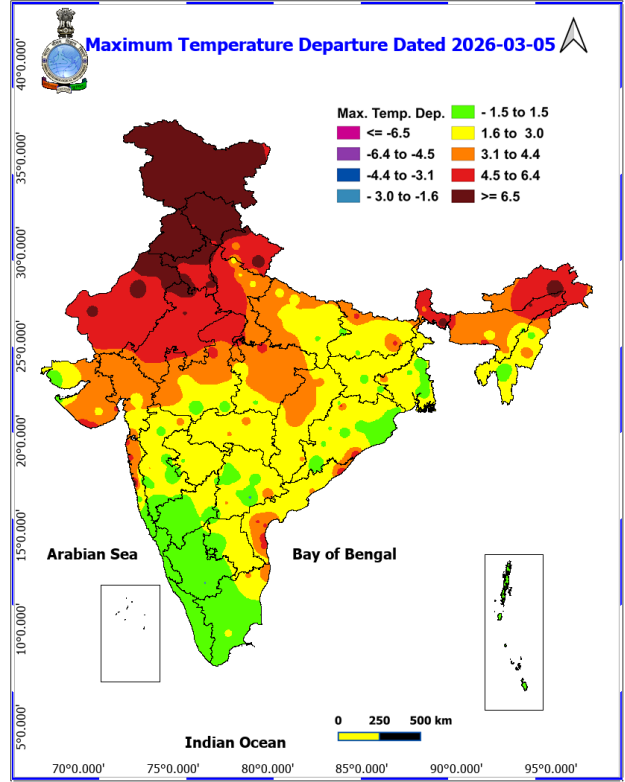 Maximum Temperature Departure Dated 2026-03-05
Max. Temp. Dep.
<= -6.5
-6.4 to -4.5
-4.4 to -3.1
- 3.0 to -1.6
- 1.5 to 1.5
1.6 to 3.0
3.1 to 4.4
4.5 to 6.4
>= 6.5
40°0.000'
35°0.000'
30°0.000'
25°0.000'
20°0.000'
15°0.000'
10°0.000'
5°0.000'
Arabian Sea
Bay of Bengal
Indian Ocean
0 250 500 km
70°0.000' 75°0.000' 80°0.000' 85°0.000' 90°0.000' 95°0.000'